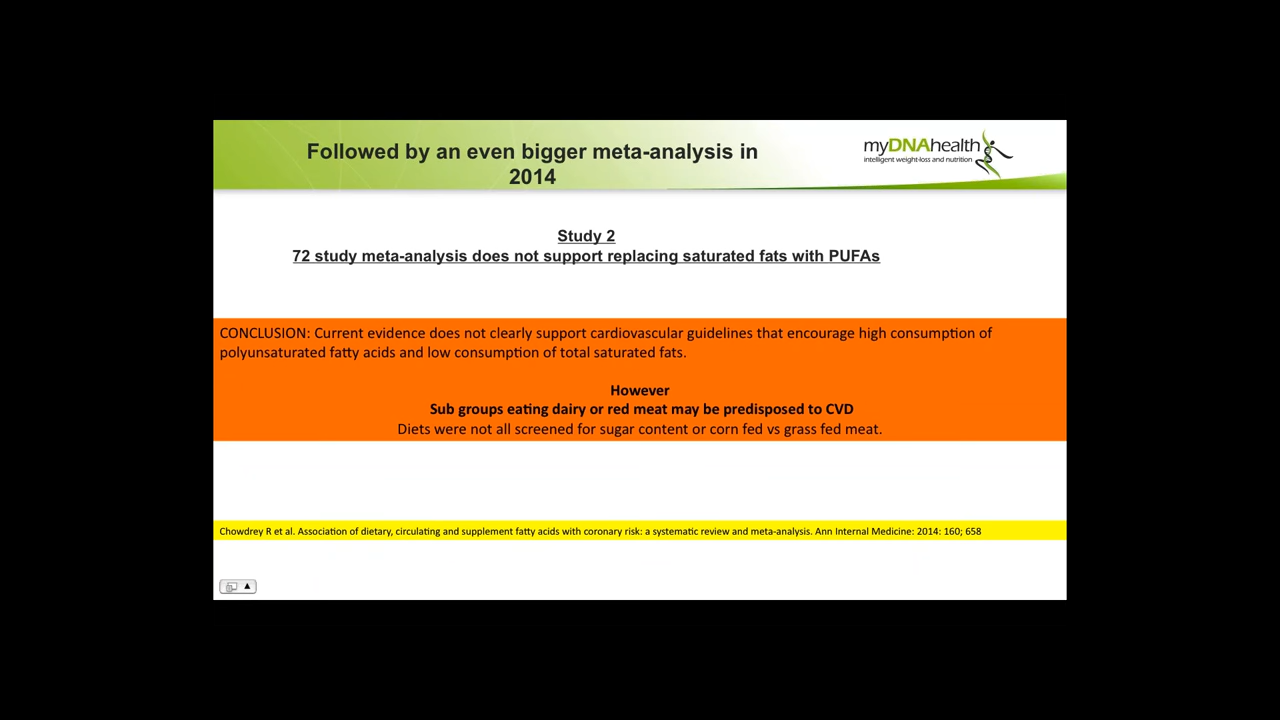 Followed by an even bigger meta-analysis in
2014
myDNAhealth
intelligent weight-loss and nutrition
Study 2
72 study meta-analysis does not support replacing saturated fats with PUFAs
CONCLUSION: Current evidence does not clearly support cardiovascular guidelines that encourage high consumption of
polyunsaturated fatty acids and low consumption of total saturated fats.
However
Sub groups eating dairy or red meat may be predisposed to CVD
Diets were not all screened for sugar content or corn fed vs grass fed meat.
Chowdrey R et al. Association of dietary, circulating and supplement fatty acids with coronary risk: a systematic review and meta-analysis. Ann Internal Medicine: 2014: 160; 658